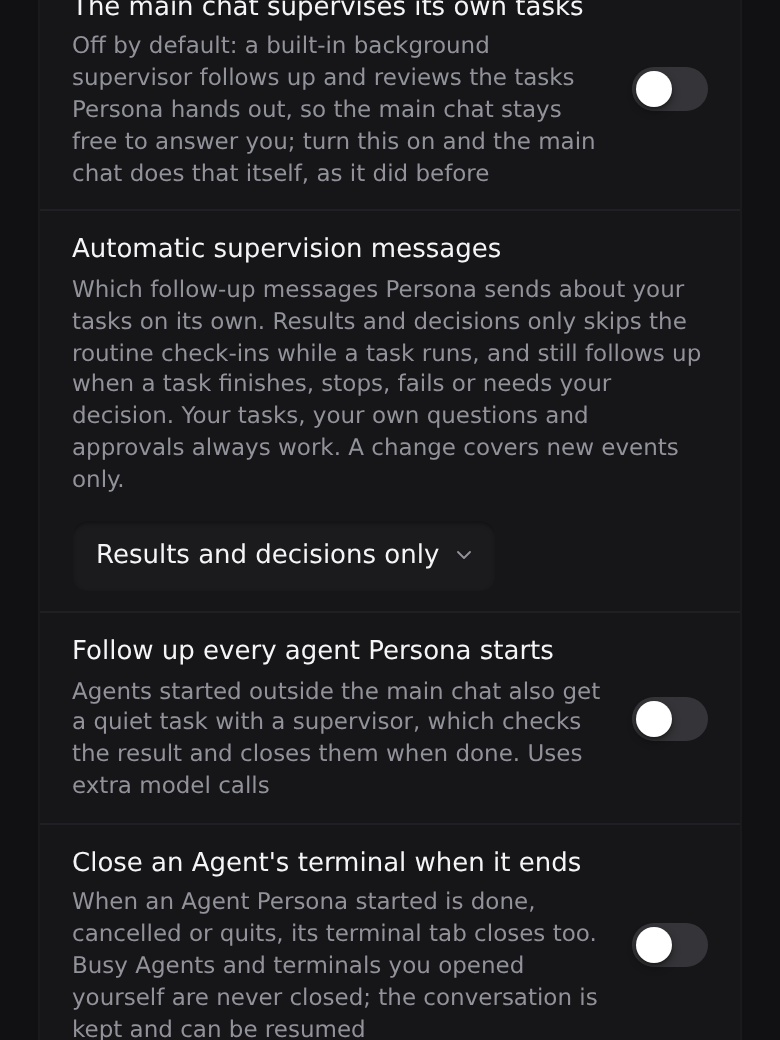 The main chat supervises its own tasks
Off by default: a built-in background
supervisor follows up and reviews the tasks
Persona hands out, so the main chat stays
free to answer you; turn this on and the main
chat does that itself, as it did before
Automatic supervision messages
Which follow-up messages Persona sends about your
tasks on its own. Results and decisions only skips the
routine check-ins while a task runs, and still follows up
when a task finishes, stops, fails or needs your
decision. Your tasks, your own questions and
approvals always work. A change covers new events
only.
Results and decisions only
Follow up every agent Persona starts
Agents started outside the main chat also get
a quiet task with a supervisor, which checks
the result and closes them when done. Uses
extra model calls
Close an Agent's terminal when it ends
When an Agent Persona started is done,
cancelled or quits, its terminal tab closes too.
Busy Agents and terminals you opened
yourself are never closed; the conversation is
kept and can be resumed